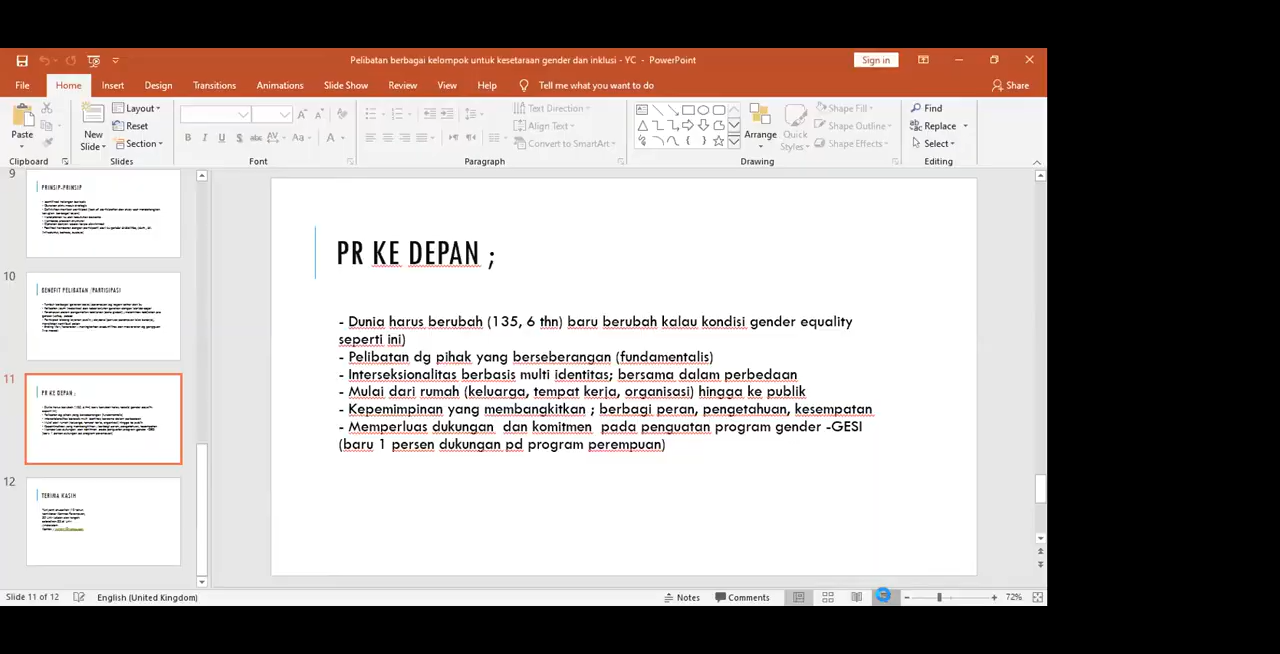 Pelibatan berbagai kelompok untuk kesetaraan gender dan inklusi - YC - PowerPoint
Sign in
File Home Insert Design Transitions Animations Slide Show Review View Help Tell me what you want to do
Share
Paste
New Slide
Layout
Reset
Section
B I U S abc AV Aa A
Text Direction
Align Text
Convert to SmartArt
Arrange
Quick Styles
Shape Fill
Shape Outline
Shape Effects
Find
Replace
Select
Clipboard Slides Font Paragraph Drawing Editing
9
PRINSIP-PRINSIP
10
BENEFIT PELIBATAN /PARTISIPASI
11
PR KE DEPAN ;
12
TERIMA KASIH
PR KE DEPAN ;
- Dunia harus berubah (135, 6 thn) baru berubah kalau kondisi gender equality
seperti ini)
- Pelibatan dg pihak yang berseberangan (fundamentalis)
- Interseksionalitas berbasis multi identitas; bersama dalam perbedaan
- Mulai dari rumah (keluarga, tempat kerja, organisasi) hingga ke publik
- Kepemimpinan yang membangkitkan ; berbagi peran, pengetahuan, kesempatan
- Memperluas dukungan dan komitmen pada penguatan program gender -GESI
(baru 1 persen dukungan pd program perempuan)
Slide 11 of 12 English (United Kingdom) Notes Comments 72%